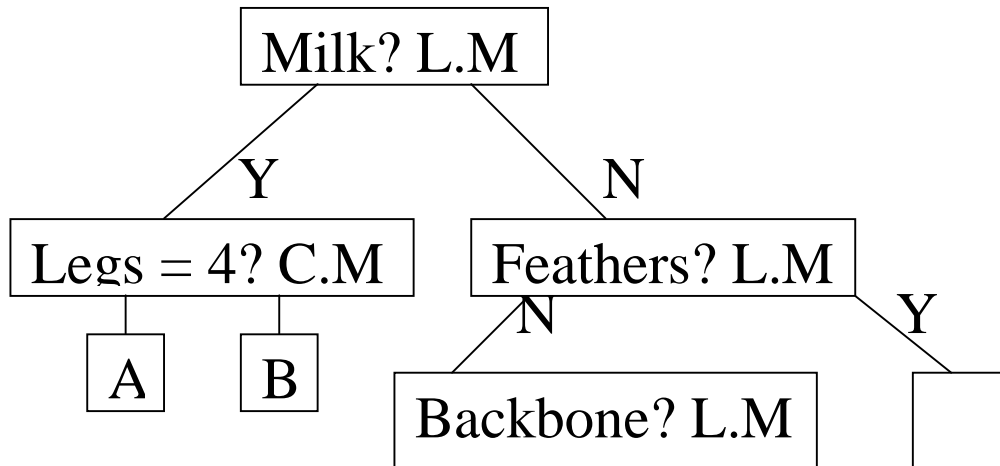 Milk? L.M
Y
N
Legs = 4? C.M
Feathers? L.M
N
Y
A
B
Backbone? L.M